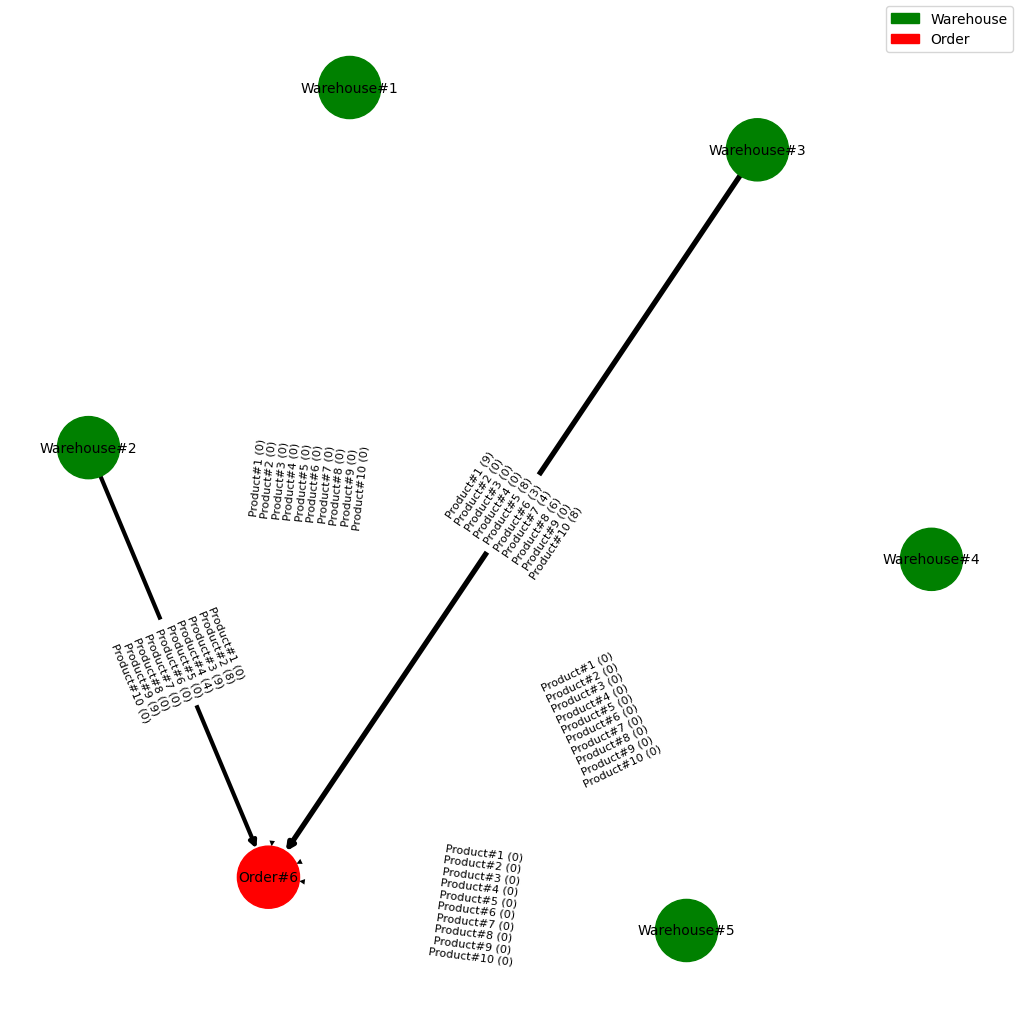 Warehouse
Order
Warehouse#1
Warehouse#3
Warehouse#2
Product#1 (0)
Product#2 (0)
Product#3 (0)
Product#4 (0)
Product#5 (0)
Product#6 (0)
Product#7 (0)
Product#8 (0)
Product#9 (0)
Product#10 (0)
Product#1 (9)
Product#2 (0)
Product#3 (0)
Product#4 (0)
Product#5 (8)
Product#6 (3)
Product#7 (4)
Product#8 (6)
Product#9 (0)
Product#10 (8)
Warehouse#4
Product#1 (0)
Product#2 (8)
Product#3 (9)
Product#4 (4)
Product#5 (0)
Product#6 (0)
Product#7 (0)
Product#8 (0)
Product#9 (9)
Product#10 (0)
Product#1 (0)
Product#2 (0)
Product#3 (0)
Product#4 (0)
Product#5 (0)
Product#6 (0)
Product#7 (0)
Product#8 (0)
Product#9 (0)
Product#10 (0)
Order#6
Product#1 (0)
Product#2 (0)
Product#3 (0)
Product#4 (0)
Product#5 (0)
Product#6 (0)
Product#7 (0)
Product#8 (0)
Product#9 (0)
Product#10 (0)
Warehouse#5